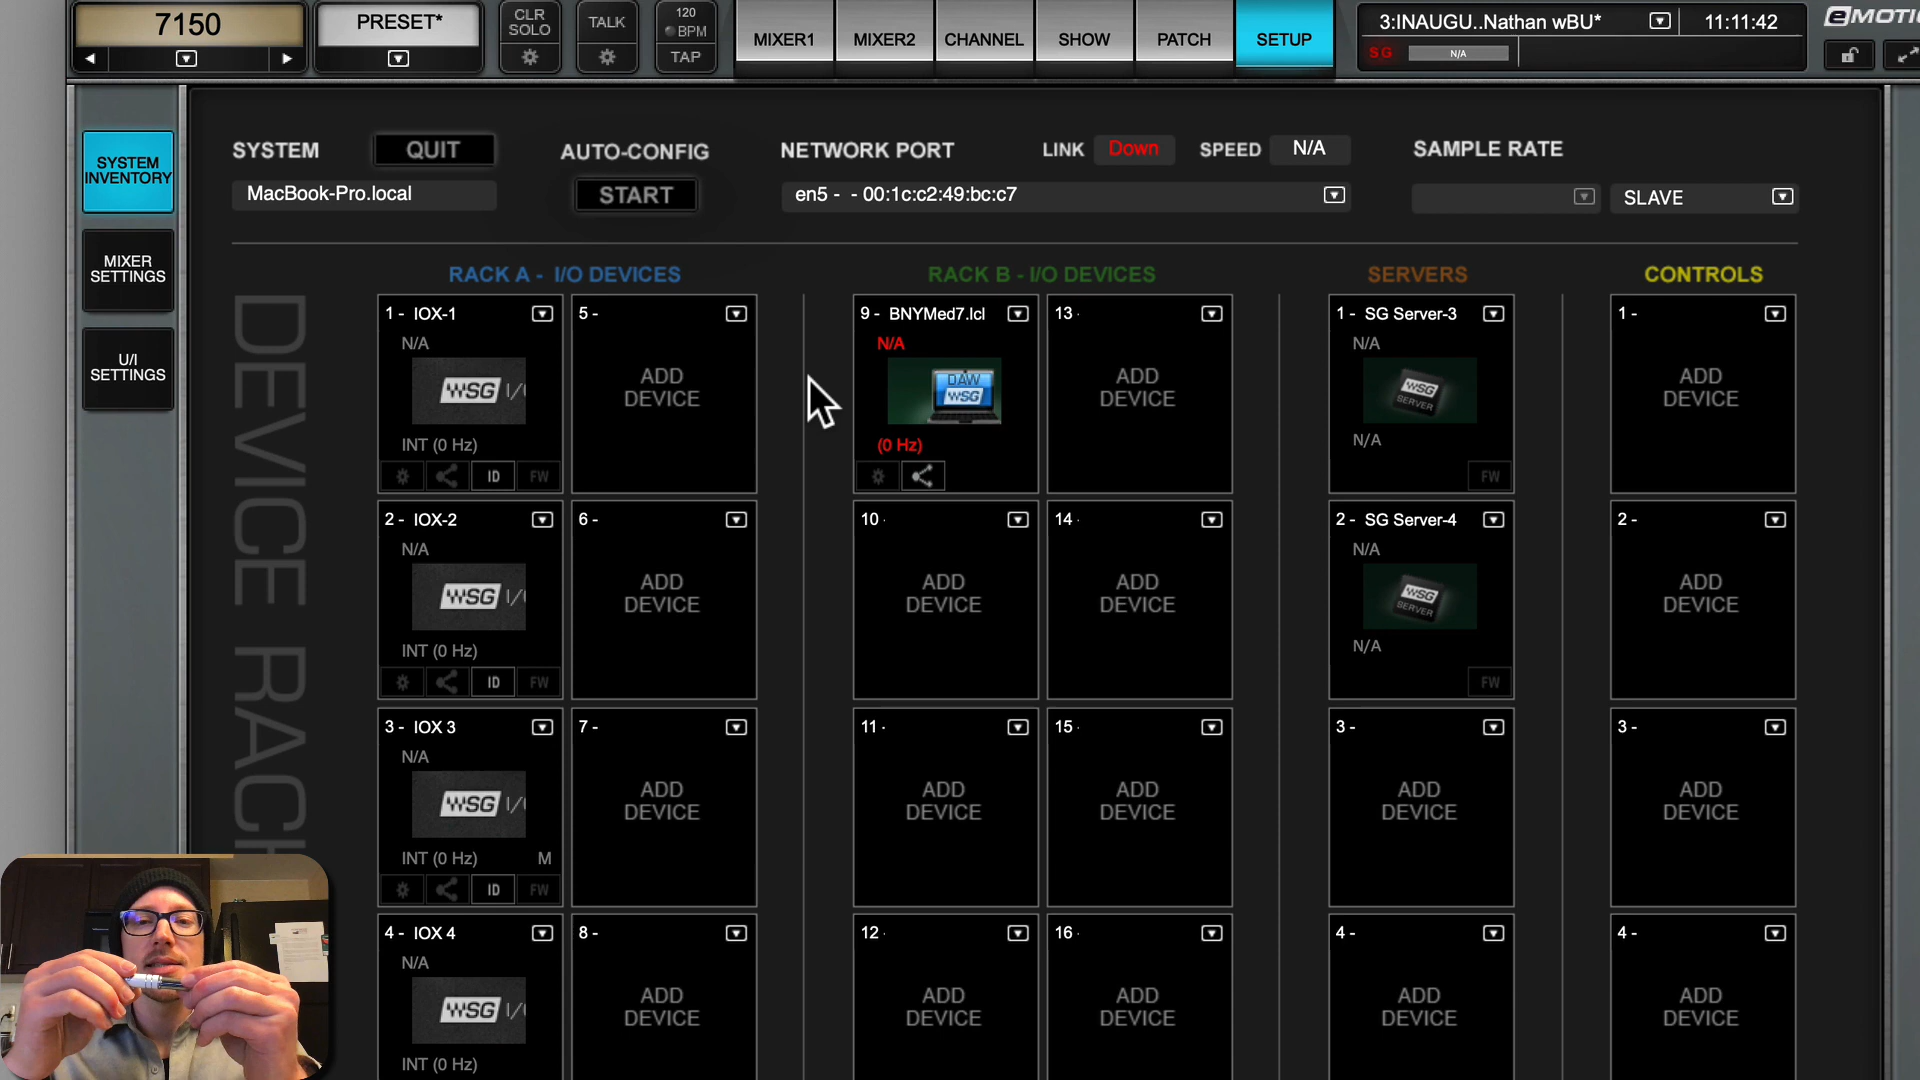 7150
PRESET*
CLR
SOLO
TALK
120
BPM
TAP
MIXER1
MIXER2
CHANNEL
SHOW
PATCH
SETUP
3:INAUGU..Nathan wBU*
11:11:42
SG
N/A
SYSTEM
INVENTORY
MIXER
SETTINGS
U/I
SETTINGS
SYSTEM
QUIT
MacBook-Pro.local
AUTO-CONFIG
START
NETWORK PORT
LINK
Down
SPEED
N/A
en5 - - 00:1c:c2:49:bc:c7
SAMPLE RATE
SLAVE
DEVICE RACK
RACK A - I/O DEVICES
RACK B - I/O DEVICES
SERVERS
CONTROLS
1 - IOX-1
N/A
WSG I/
INT (0 Hz)
ID
FW
5 -
ADD
DEVICE
9 - BNYMed7.lcl
N/A
DAW
WSG
(0 Hz)
13
ADD
DEVICE
1 - SG Server-3
N/A
WSG
SERVER
N/A
FW
1 -
ADD
DEVICE
2 - IOX-2
N/A
WSG I/
INT (0 Hz)
ID
FW
6 -
ADD
DEVICE
10
ADD
DEVICE
14
ADD
DEVICE
2 - SG Server-4
N/A
WSG
SERVER
N/A
FW
2 -
ADD
DEVICE
3 - IOX 3
N/A
WSG I/
INT (0 Hz)
M
ID
FW
7 -
ADD
DEVICE
11
ADD
DEVICE
15
ADD
DEVICE
3 -
ADD
DEVICE
3 -
ADD
DEVICE
4 - IOX 4
N/A
WSG I/
INT (0 Hz)
8 -
ADD
DEVICE
12
ADD
DEVICE
16
ADD
DEVICE
4 -
ADD
DEVICE
4 -
ADD
DEVICE